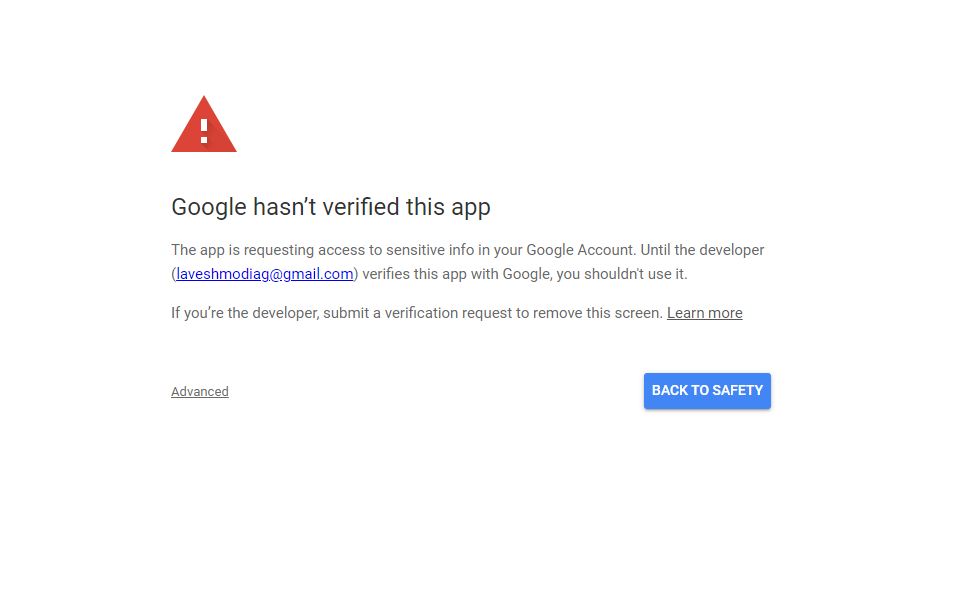 Google hasn’t verified this app
The app is requesting access to sensitive info in your Google Account. Until the developer
(laveshmodiag@gmail.com) verifies this app with Google, you shouldn't use it.
If you’re the developer, submit a verification request to remove this screen. Learn more
Advanced
BACK TO SAFETY